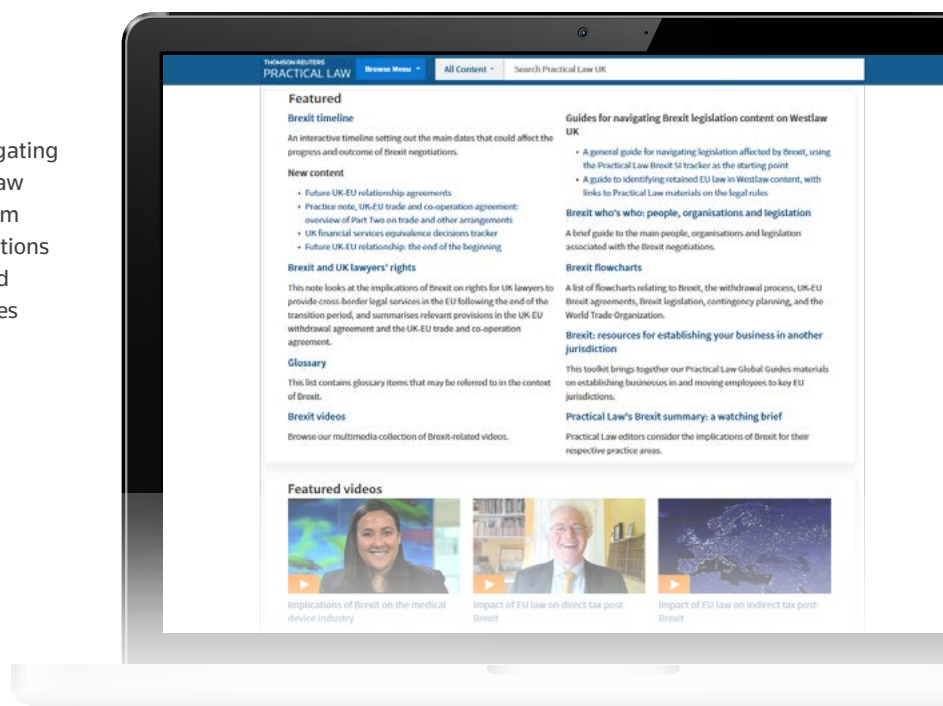 gating
aw
m
tions
d
es
THOMSON REUTERS
PRACTICAL LAW
Browse Menu
All Content
Search Practical Law UK
Featured
Brexit timeline
An interactive timeline setting out the main dates that could affect the
progress and outcome of Brexit negotiations.
New content
• Future UK-EU relationship agreements
• Practice note, UK-EU trade and co-operation agreement:
overview of Part Two on trade and other arrangements
• UK financial services equivalence decisions tracker
• Future UK-EU relationship: the end of the beginning
Brexit and UK lawyers' rights
This note looks at the implications of Brexit on rights for UK lawyers to
provide cross-border legal services in the EU following the end of the
transition period, and summarises relevant provisions in the UK-EU
withdrawal agreement and the UK-EU trade and co-operation
agreement.
Glossary
This list contains glossary items that may be referred to in the context
of Brexit.
Brexit videos
Browse our multimedia collection of Brexit-related videos.
Guides for navigating Brexit legislation content on Westlaw
UK
• A general guide for navigating legislation affected by Brexit, using
the Practical Law Brexit SI tracker as the starting point
• A guide to identifying retained EU law in Westlaw content, with
links to Practical Law materials on the legal rules
Brexit who's who: people, organisations and legislation
A brief guide to the main people, organisations and legislation
associated with the Brexit negotiations.
Brexit flowcharts
A list of flowcharts relating to Brexit, the withdrawal process, UK-EU
Brexit agreements, Brexit legislation, contingency planning, and the
World Trade Organization.
Brexit: resources for establishing your business in another
jurisdiction
This toolkit brings together our Practical Law Global Guides materials
on establishing businesses in and moving employees to key EU
jurisdictions.
Practical Law's Brexit summary: a watching brief
Practical Law editors consider the implications of Brexit for their
respective practice areas.
Featured videos
Implications of Brexit on the medical
device industry
Impact of EU law on direct tax post-
Brexit
Impact of EU law on indirect tax post-
Brexit